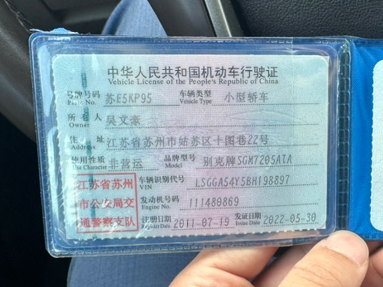 中华人民共和国机动车行驶证
Vehicle License of the People's Republic of China
号牌号码 苏E5KP95 车辆类型 小型轿车
Plate No. Vehicle Type
所有人 吴文豪
Owner
住址 江苏省苏州市姑苏区十围巷22号
Address
使用性质 非营运 品牌型号 别克牌SGM7205ATA
Use Character Model
江苏省苏州 车辆识别代号 LSGGA54Y5BH198897
VIN
市公安局交 发动机号码 111480869
Engine No.
通警察支队 注册日期 2011-07-19 发证日期 2022-05-30
Register Date Issue Date